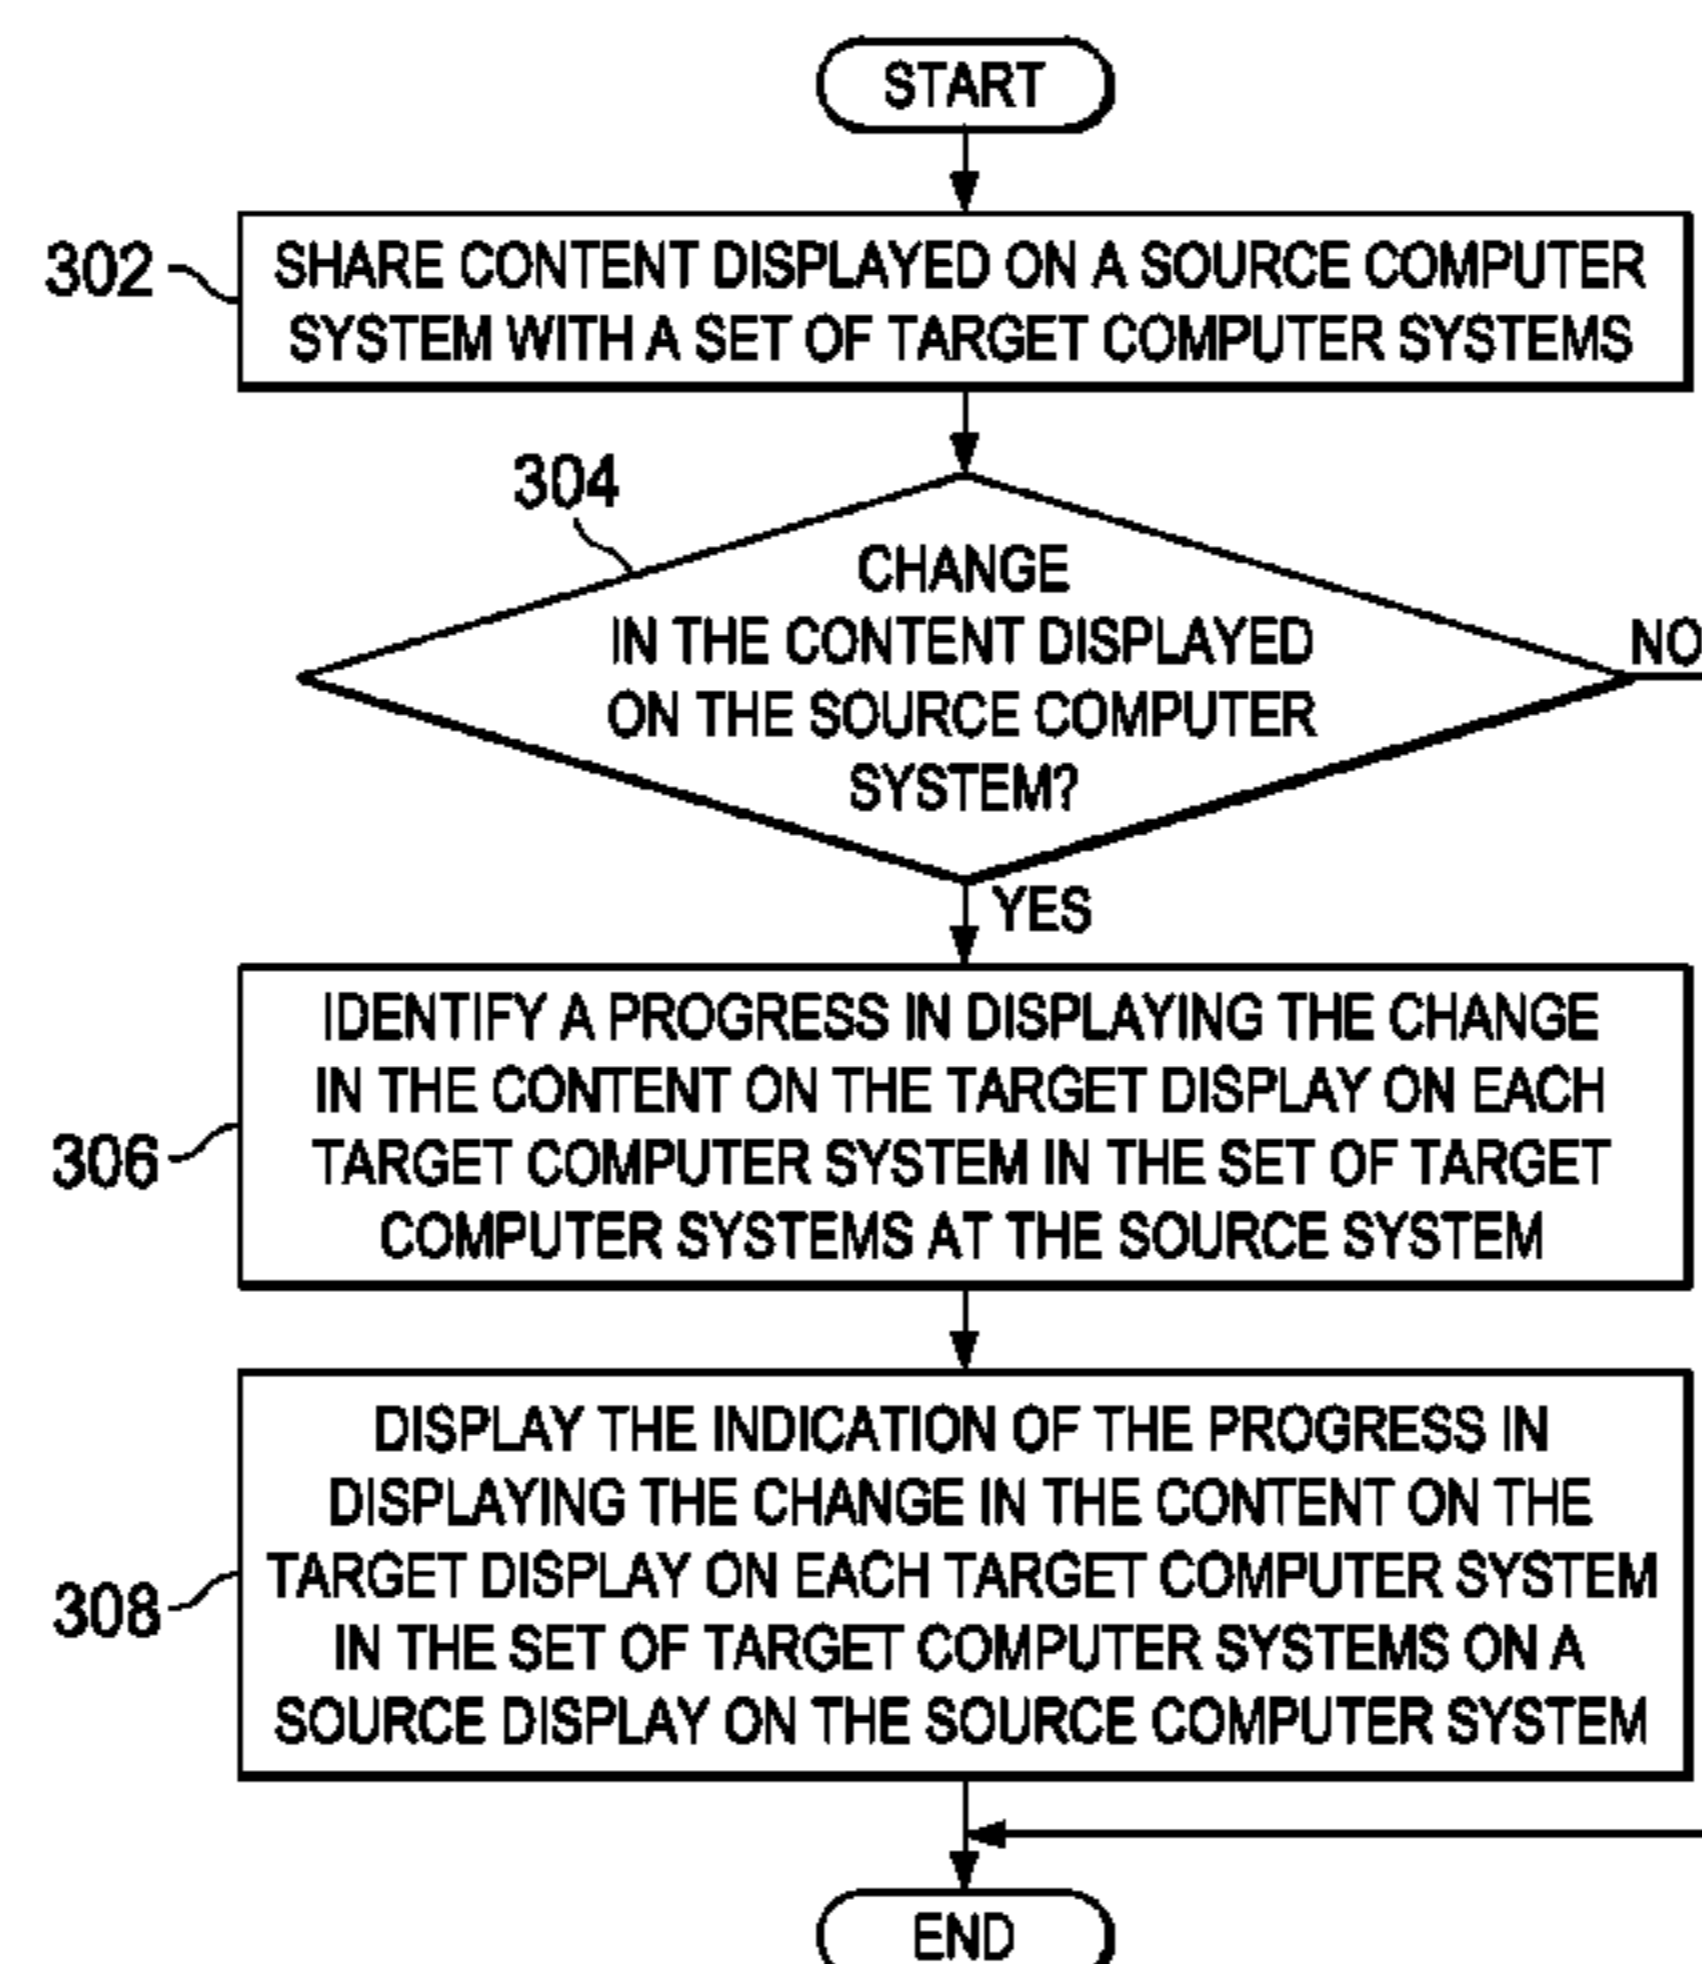 START
302
SHARE CONTENT DISPLAYED ON A SOURCE COMPUTER
SYSTEM WITH A SET OF TARGET COMPUTER SYSTEMS
304
CHANGE
IN THE CONTENT DISPLAYED
ON THE SOURCE COMPUTER
SYSTEM?
NO
YES
306
IDENTIFY A PROGRESS IN DISPLAYING THE CHANGE
IN THE CONTENT ON THE TARGET DISPLAY ON EACH
TARGET COMPUTER SYSTEM IN THE SET OF TARGET
COMPUTER SYSTEMS AT THE SOURCE SYSTEM
308
DISPLAY THE INDICATION OF THE PROGRESS IN
DISPLAYING THE CHANGE IN THE CONTENT ON THE
TARGET DISPLAY ON EACH TARGET COMPUTER SYSTEM
IN THE SET OF TARGET COMPUTER SYSTEMS ON A
SOURCE DISPLAY ON THE SOURCE COMPUTER SYSTEM
END